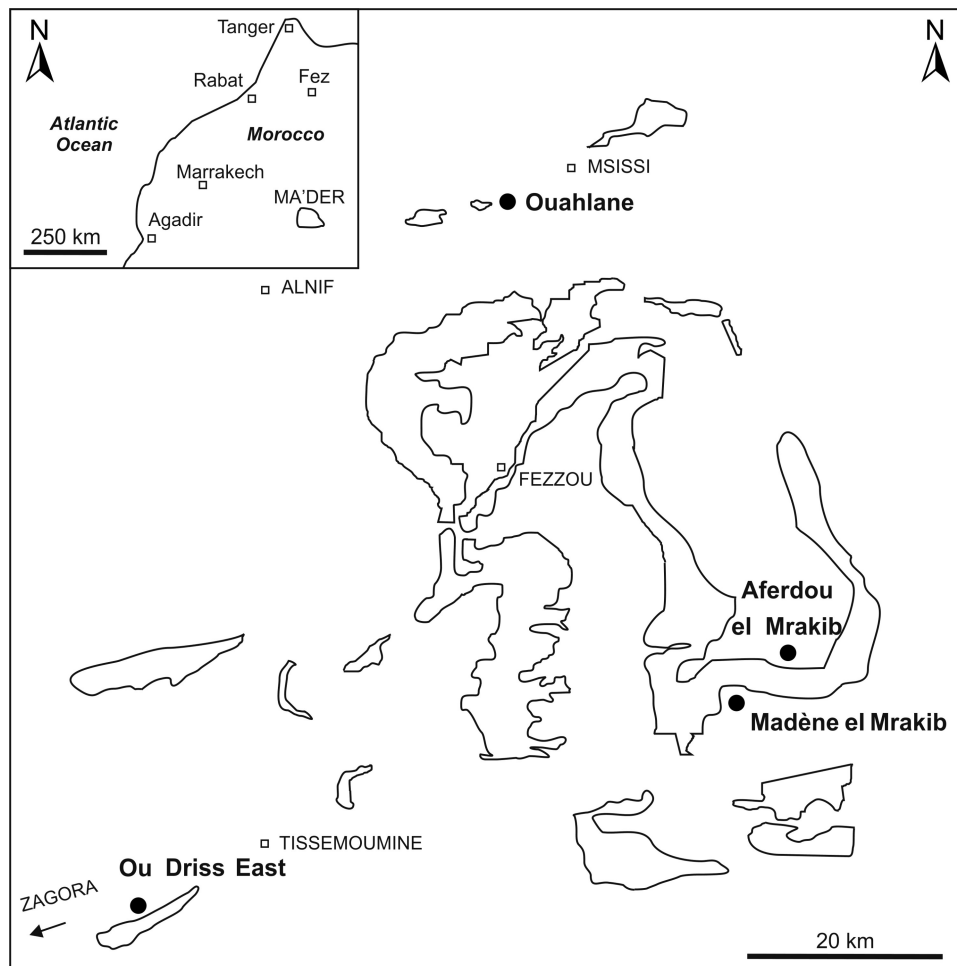 N
Tanger
Rabat
Fez
Atlantic
Ocean
Morocco
Marrakech
MA'DER
Agadir
250 km
N
MSISSI
Ouahlane
ALNIF
FEZZOU
Aferdou
el Mrakib
Madène el Mrakib
TISSEMOUMINE
Ou Driss East
ZAGORA
20 km